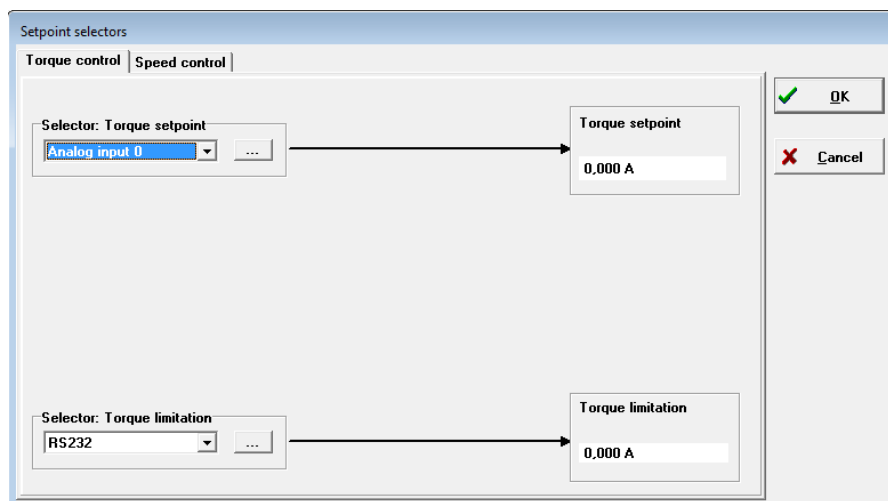 Setpoint selectors
Torque control
Speed control
OK
Cancel
Selector: Torque setpoint
Analog input 0
...
Torque setpoint
0,000 A
Selector: Torque limitation
RS232
...
Torque limitation
0,000 A